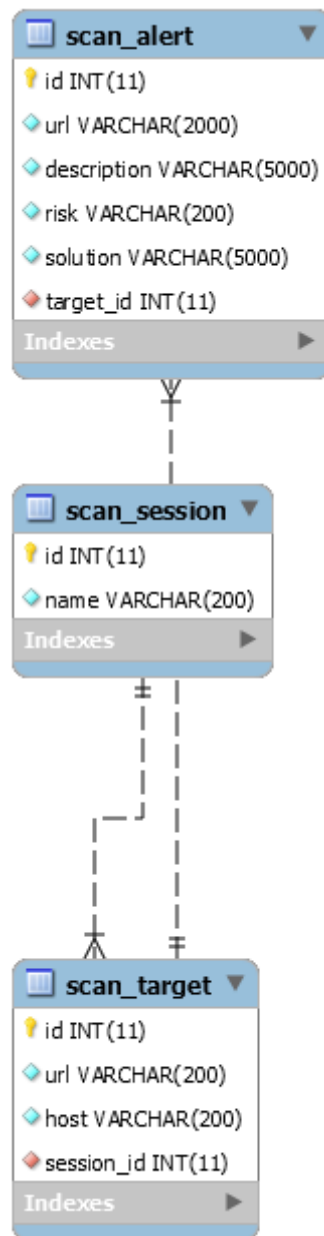 scan_alert
id INT(11)
url VARCHAR(2000)
description VARCHAR(5000)
risk VARCHAR(200)
solution VARCHAR(5000)
target_id INT(11)
Indexes
scan_session
id INT(11)
name VARCHAR(200)
Indexes
scan_target
id INT(11)
url VARCHAR(200)
host VARCHAR(200)
session_id INT(11)
Indexes